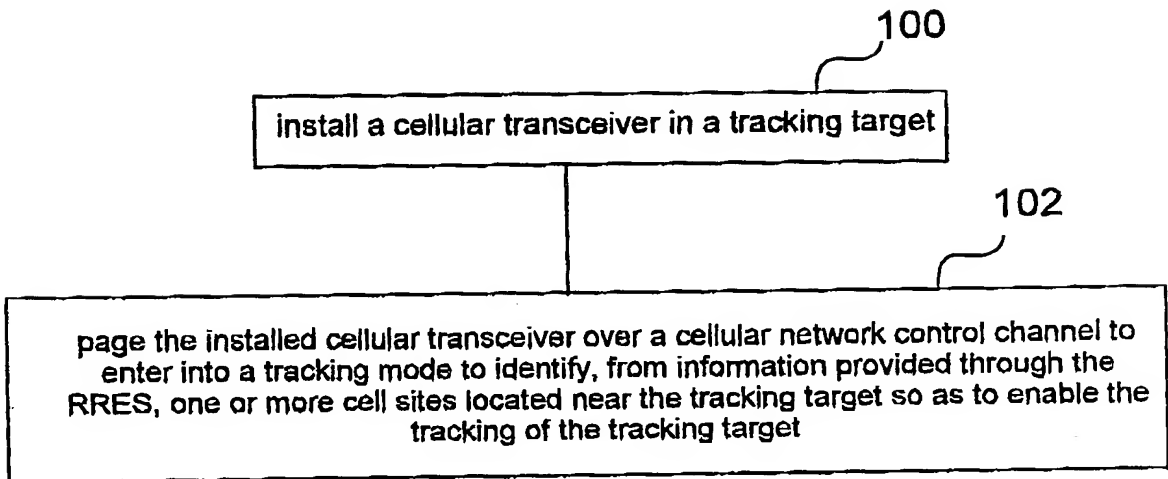 100
install a cellular transceiver in a tracking target
102
page the installed cellular transceiver over a cellular network control channel to
enter into a tracking mode to identify, from information provided through the
RRES, one or more cell sites located near the tracking target so as to enable the
tracking of the tracking target